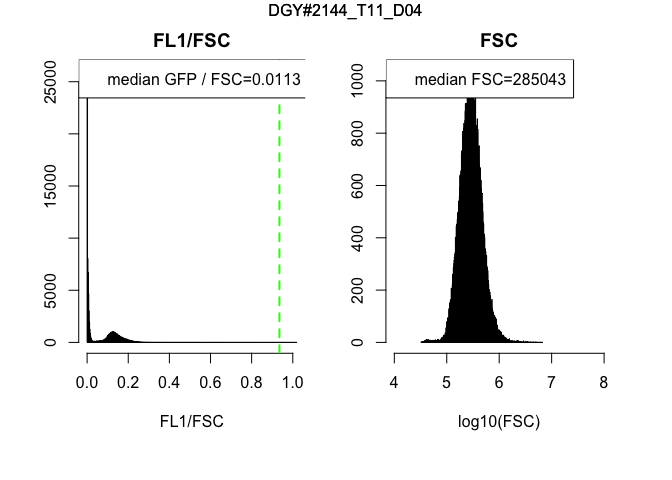 DGY#2144_T11_D04
FL1/FSC
FSC
median GFP / FSC=0.0113
median FSC=285043
25000
15000
5000
0
1000
800
600
400
200
0
0.0 0.2 0.4 0.6 0.8 1.0
4 5 6 7 8
FL1/FSC
log10(FSC)